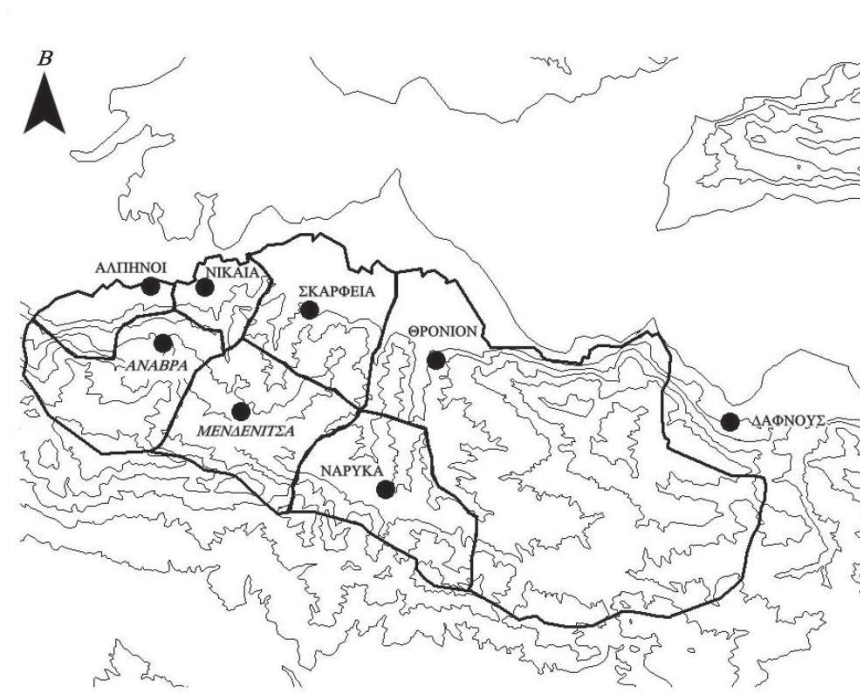 Β
ΑΛΠΗΝΟΙ
ΝΙΚΑΙΑ
ΣΚΑΡΦΕΙΑ
ΘΡΟΝΙΟΝ
ΑΝΑΒΡΑ
ΜΕΝΔΕΝΙΤΣΑ
ΔΑΦΝΟΥΣ
ΝΑΡΥΚΑ